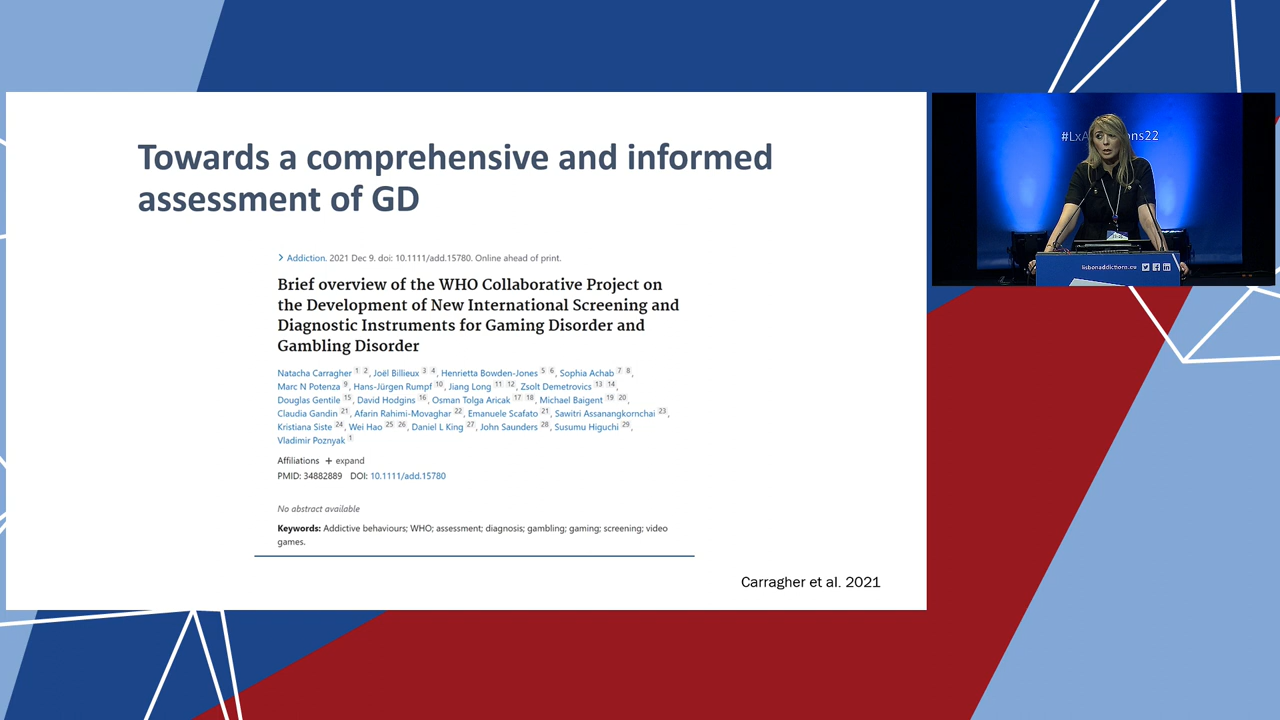 Towards a comprehensive and informed
assessment of GD
Addiction. 2021 Dec 9. doi: 10.1111/add.15780. Online ahead of print.
Brief overview of the WHO Collaborative Project on
the Development of New International Screening and
Diagnostic Instruments for Gaming Disorder and
Gambling Disorder
Natacha Carragher 1 2, Joël Billieux 3 4, Henrietta Bowden-Jones 5 6, Sophia Achab 7 8,
Marc N Potenza 9, Hans-Jürgen Rumpf 10, Jiang Long 11 12, Zsolt Demetrovics 13 14,
Douglas Gentile 15, David Hodgins 16, Osman Tolga Aricak 17 18, Michael Baigent 19 20,
Claudia Gandin 21, Afarin Rahimi-Movaghar 22, Emanuele Scafato 21, Sawitri Assanangkornchai 23,
Kristiana Siste 24, Wei Hao 25 26, Daniel L King 27, John Saunders 28, Susumu Higuchi 29,
Vladimir Poznyak 1
Affiliations + expand
PMID: 34882889 DOI: 10.1111/add.15780
No abstract available
Keywords: Addictive behaviours; WHO; assessment; diagnosis; gambling; gaming; screening; video
games.
Carragher et al. 2021
lisbonaddictions.eu